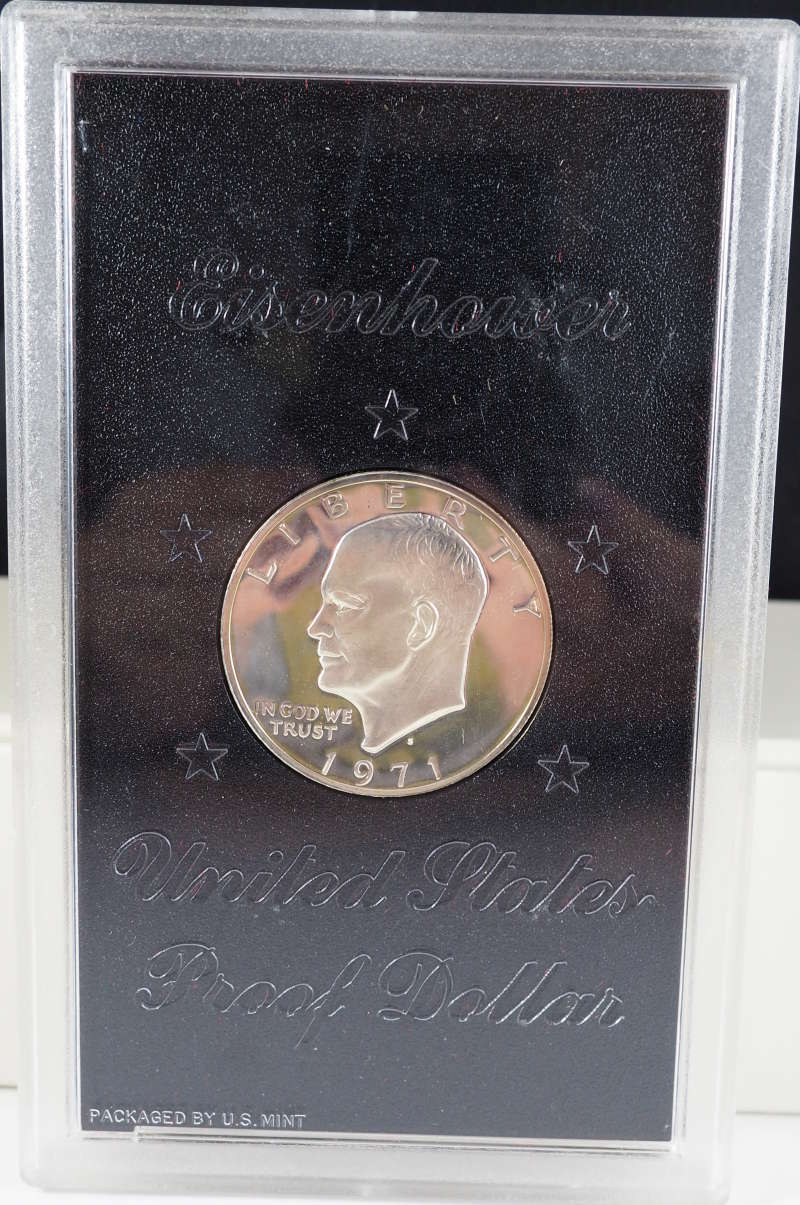 Eisenhower
LIBERTY
IN GOD WE
TRUST
S
1971
United States
Proof Dollar
PACKAGED BY U.S. MINT